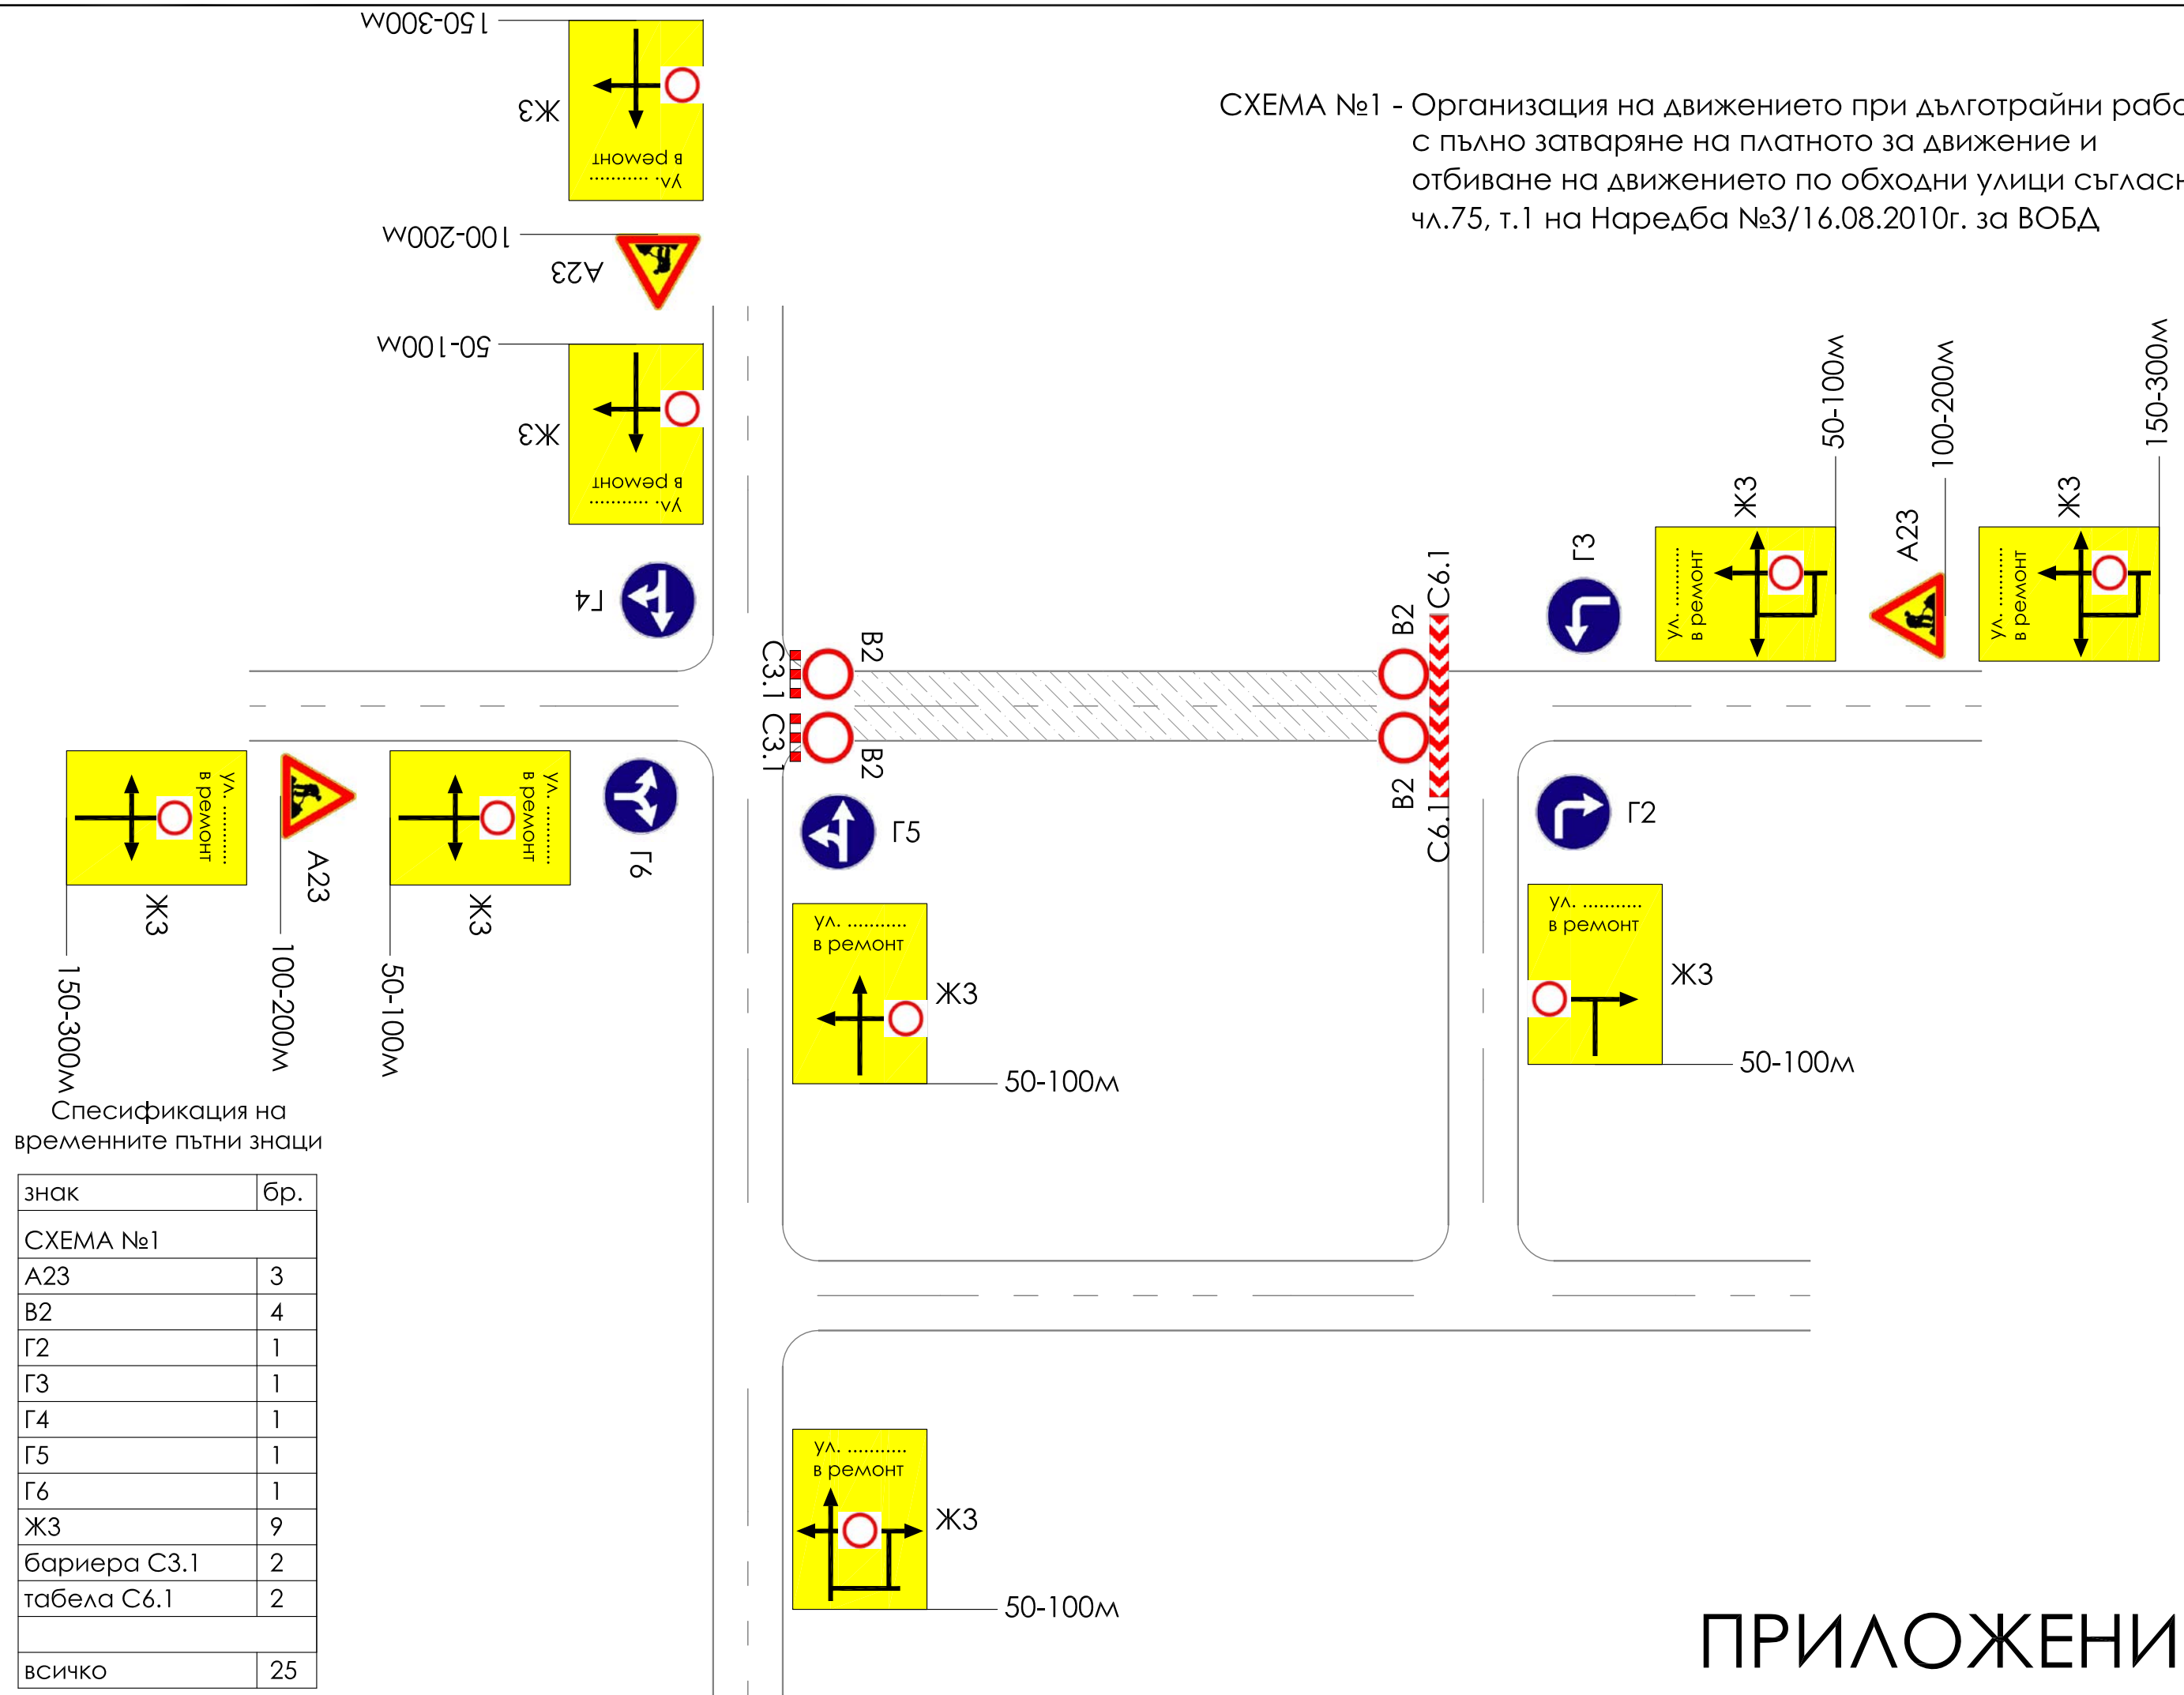 СХЕМА №1 - Организация на движението при дълготрайни рабо
с пълно затваряне на платното за движение и
отбиване на движението по обходни улици съгласн
чл.75, т.1 на Наредба №3/16.08.2010г. за ВОБД
150-300м
Ж3
ул. ...........
в ремонт
100-200м
А23
50-100м
Ж3
ул. ...........
в ремонт
Г4
50-100м
100-200м
150-300м
Г3
Ж3
ул. ...........
в ремонт
А23
Ж3
ул. ...........
в ремонт
С3.1
В2
С3.1
В2
В2
С6.1
В2
С6.1
ул. ...........
в ремонт
Ж3
А23
ул. ...........
в ремонт
Ж3
Г6
150-300м
100-200м
50-100м
Г5
Г2
ул. ...........
в ремонт
Ж3
50-100м
ул. ...........
в ремонт
Ж3
50-100м
ул. ...........
в ремонт
Ж3
50-100м
Спесификация на
временните пътни знаци
знак бр.
СХЕМА №1
А23 3
В2 4
Г2 1
Г3 1
Г4 1
Г5 1
Г6 1
Ж3 9
бариера С3.1 2
табела С6.1 2
всичко 25
ПРИЛОЖЕНИ